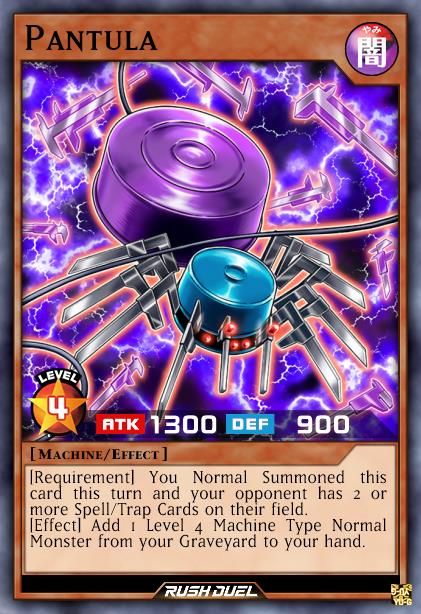 PANTULA
やみ
闇
LEVEL
4
ATK 1300 DEF 900
[MACHINE/EFFECT]
[Requirement] You Normal Summoned this
card this turn and your opponent has 2 or
more Spell/Trap Cards on their field.
[Effect] Add 1 Level 4 Machine Type Normal
Monster from your Graveyard to your hand.
RUSH DUEL